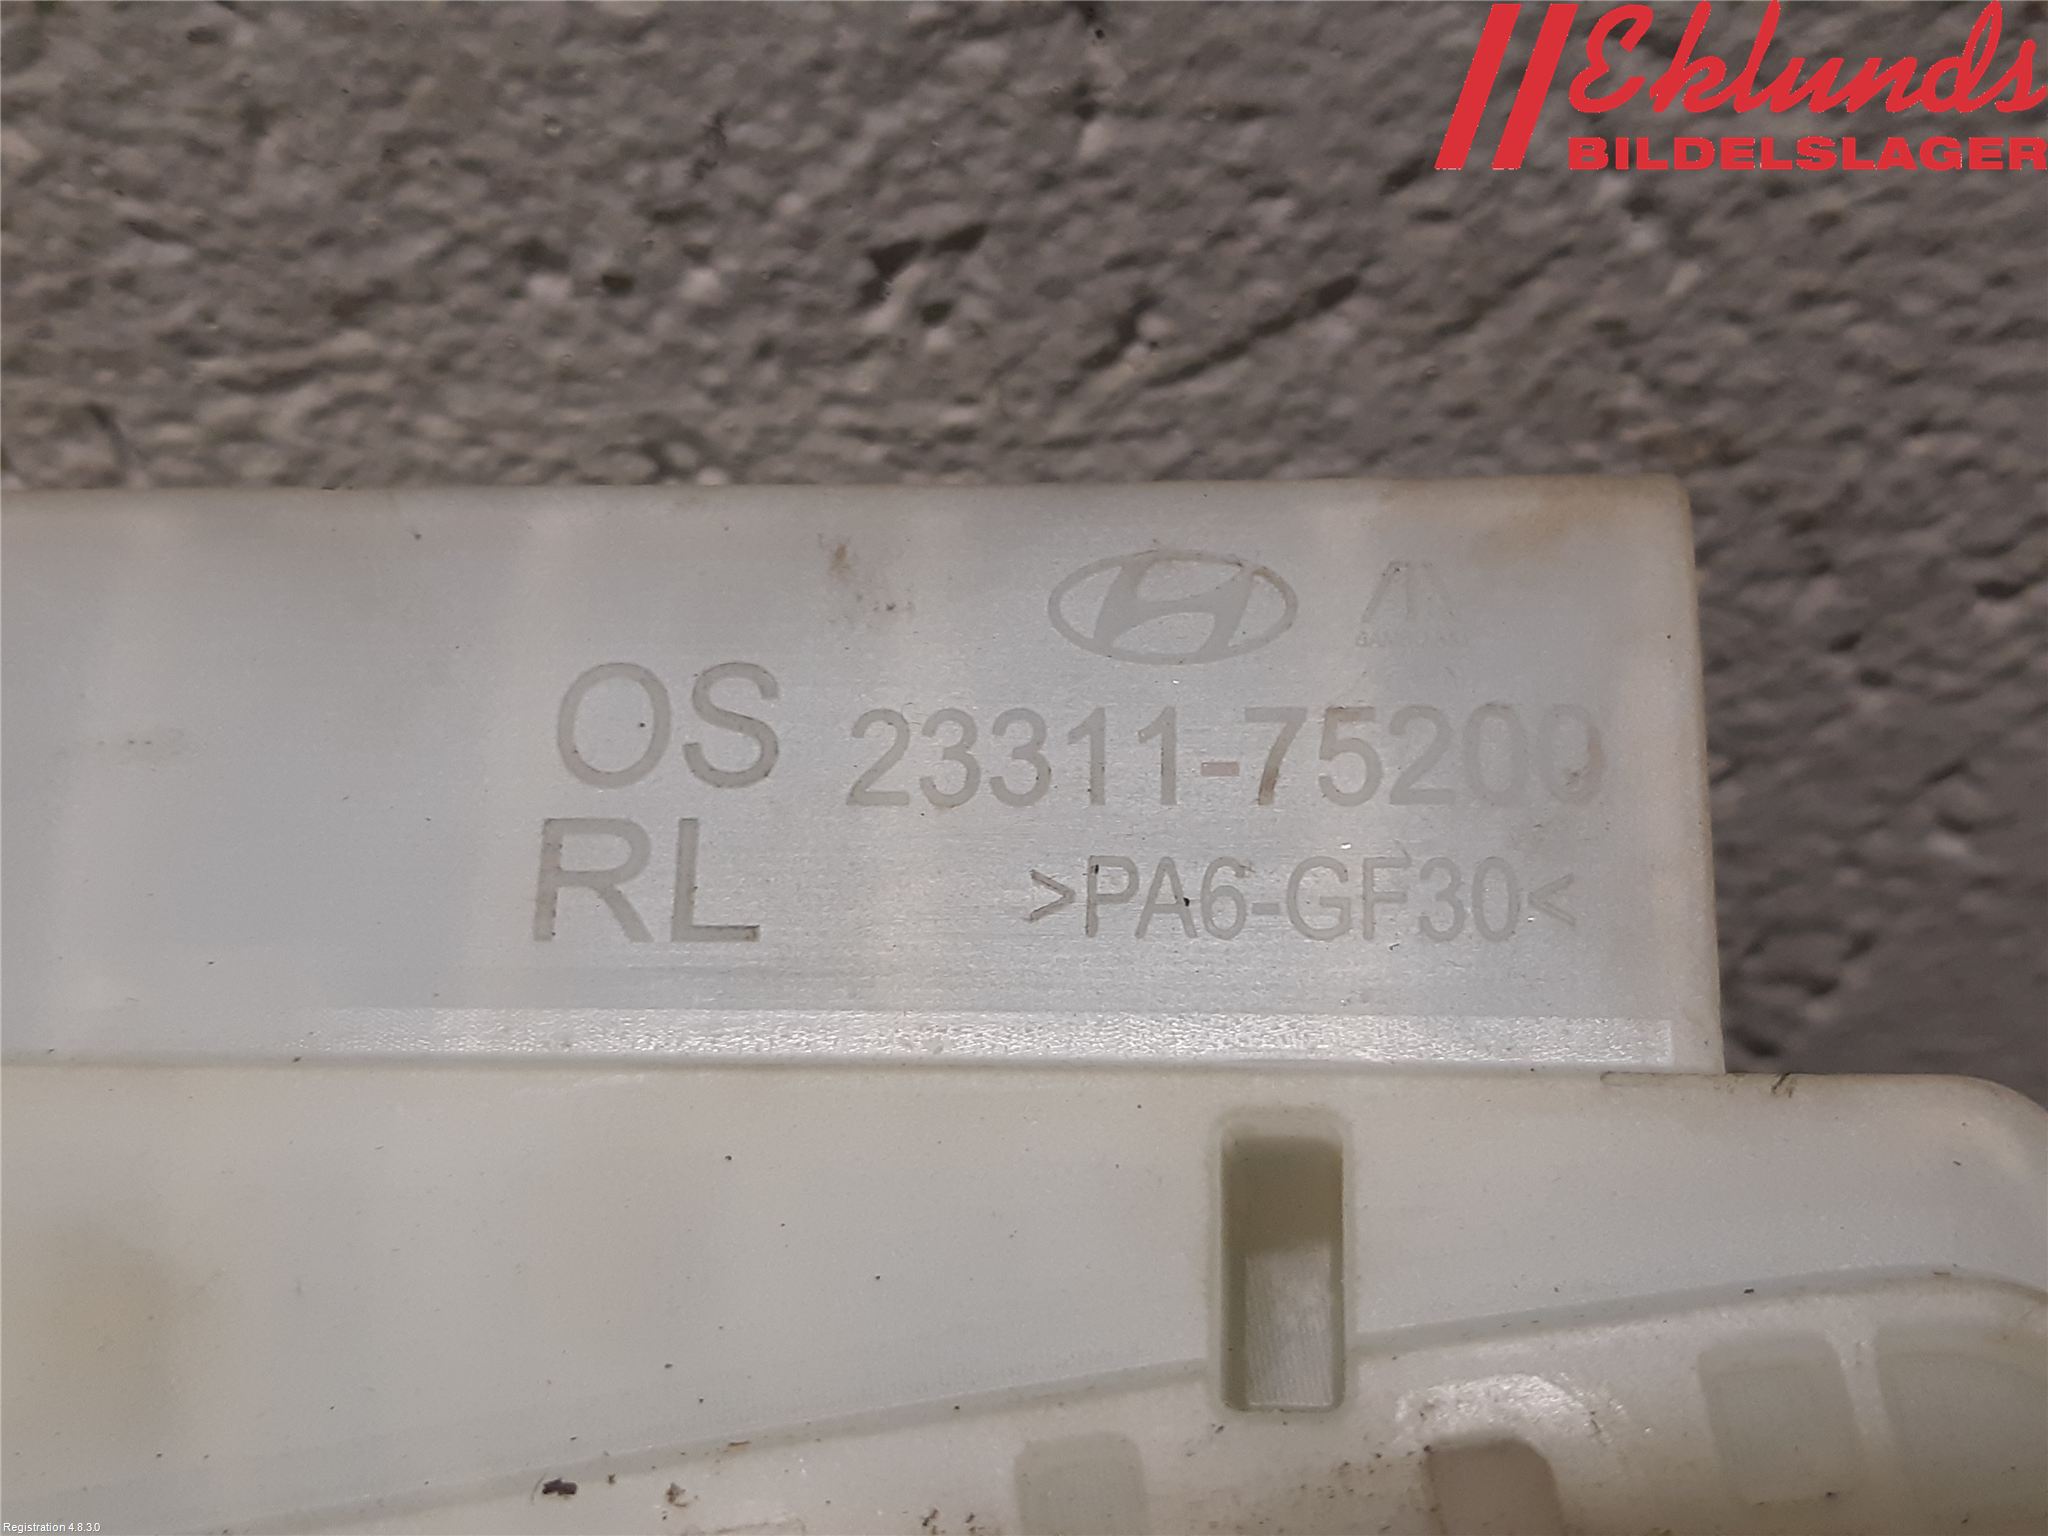 Eklunds
BILDELSLAGER
OS 23311-75200
RL >PA6-GF30<
Registration 4.8.3.0